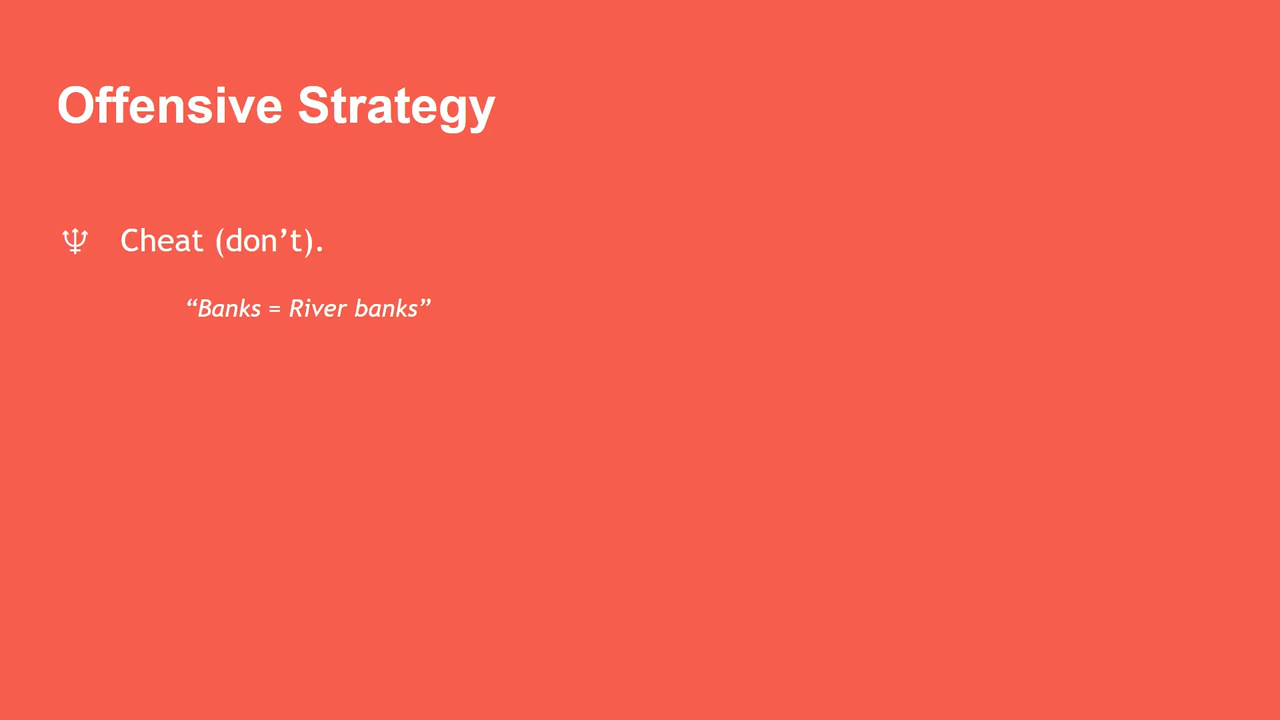 Offensive Strategy
♆ Cheat (don’t).
“Banks = River banks”